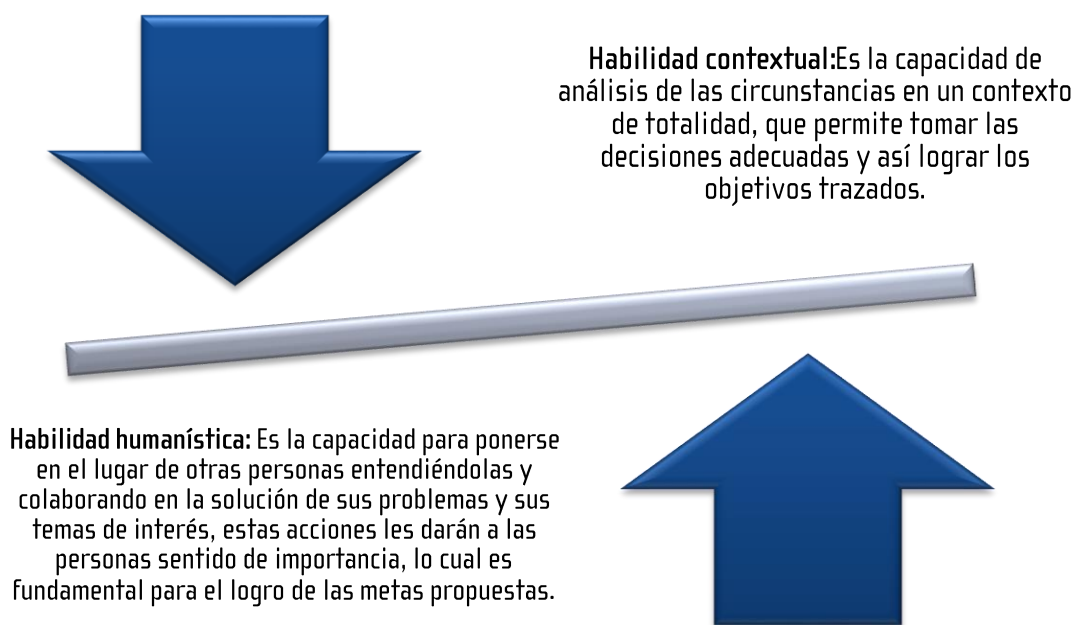 Habilidad contextual:Es la capacidad de
análisis de las circunstancias en un contexto
de totalidad, que permite tomar las
decisiones adecuadas y así lograr los
objetivos trazados.
Habilidad humanística: Es la capacidad para ponerse
en el lugar de otras personas entendiéndolas y
colaborando en la solución de sus problemas y sus
temas de interés, estas acciones les darán a las
personas sentido de importancia, lo cual es
fundamental para el logro de las metas propuestas.